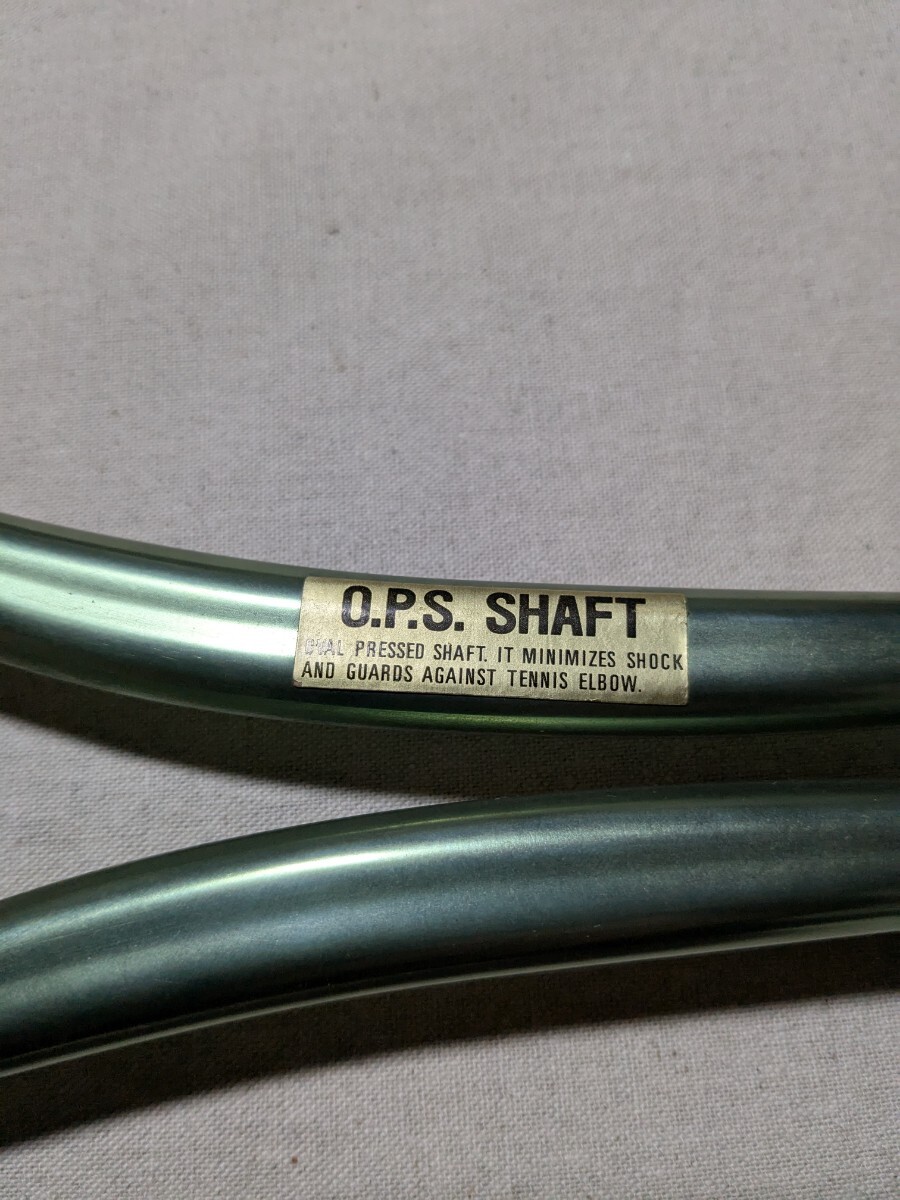 O.P.S. SHAFT
OVAL PRESSED SHAFT. IT MINIMIZES SHOCK
AND GUARDS AGAINST TENNIS ELBOW.